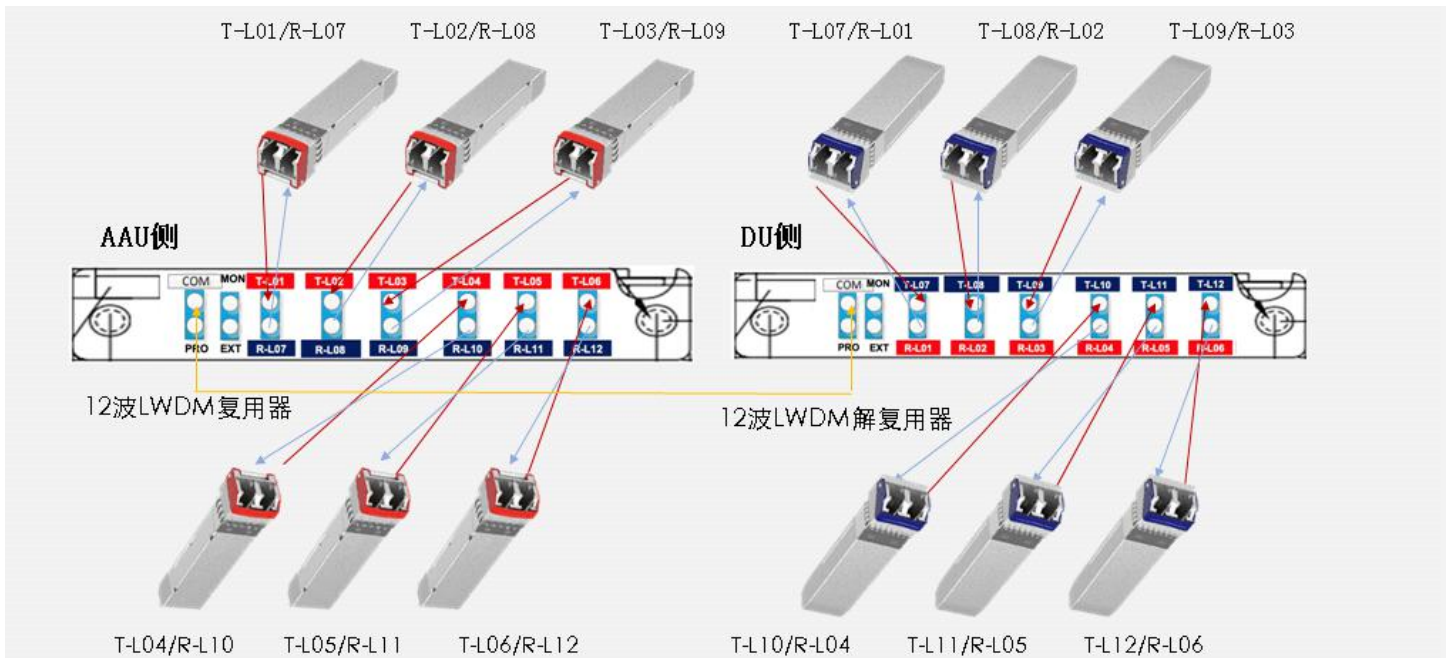 T-L01/R-L07 T-L02/R-L08 T-L03/R-L09 T-L07/R-L01 T-L08/R-L02 T-L09/R-L03
AAU侧 DU侧
COM MON T-L01 T-L02 T-L03 T-L04 T-L05 T-L06
PRO EXT R-L07 R-L08 R-L09 R-L10 R-L11 R-L12
COM MON T-L07 T-L08 T-L09 T-L10 T-L11 T-L12
PRO EXT R-L01 R-L02 R-L03 R-L04 R-L05 R-L06
12波LWDM复用器 12波LWDM解复用器
T-L04/R-L10 T-L05/R-L11 T-L06/R-L12 T-L10/R-L04 T-L11/R-L05 T-L12/R-L06